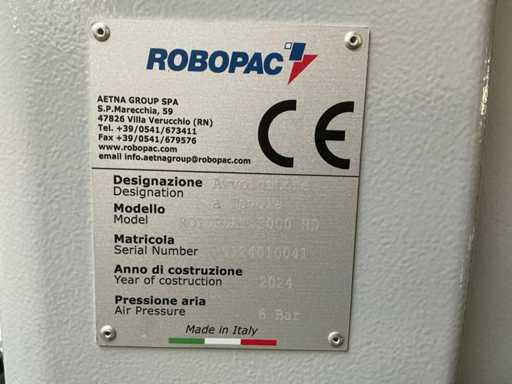 ROBOPAC
AETNA GROUP SPA
S.P.Marecchia, 59
47826 Villa Verucchio (RN)
Tel. +39/0541/673411
Fax +39/0541/679576
www.robopac.com
email info.aetnagroup@robopac.com
CE
Designazione
Designation
Modello
Model
Matricola
Serial Number
Anno di costruzione
Year of costruction 2024
Pressione aria
Air Pressure 6 Bar
Made in Italy